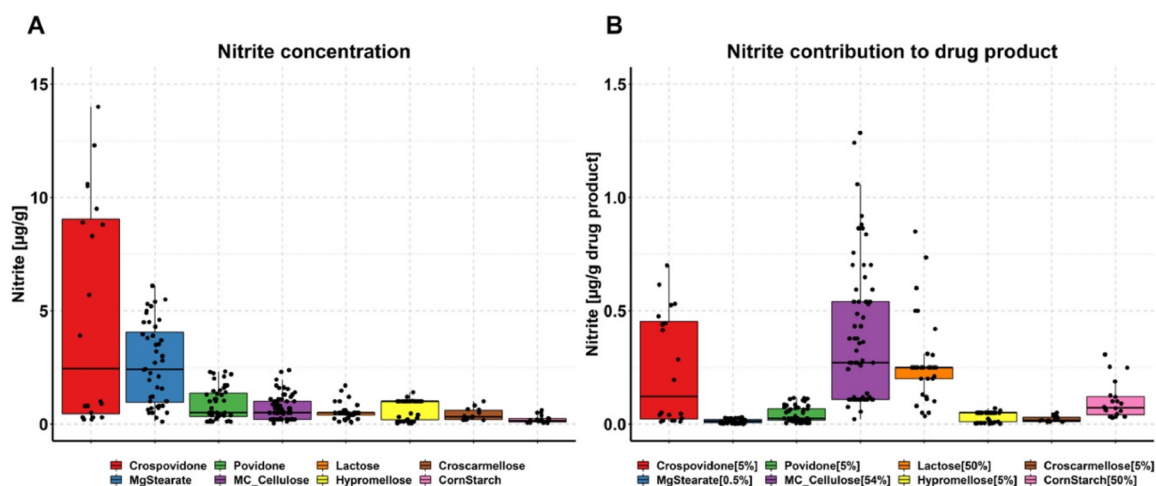 A
Nitrite concentration
Nitrite [µg/g]
15
10
5
0
Crospovidone Povidone Lactose Croscarmellose
MgStearate MC_Cellulose Hypromellose CornStarch
B
Nitrite contribution to drug product
Nitrite [µg/g drug product]
1.5
1.0
0.5
0.0
Crospovidone[5%] Povidone[5%] Lactose[50%] Croscarmellose[5%]
MgStearate[0.5%] MC_Cellulose[54%] Hypromellose[5%] CornStarch[50%]